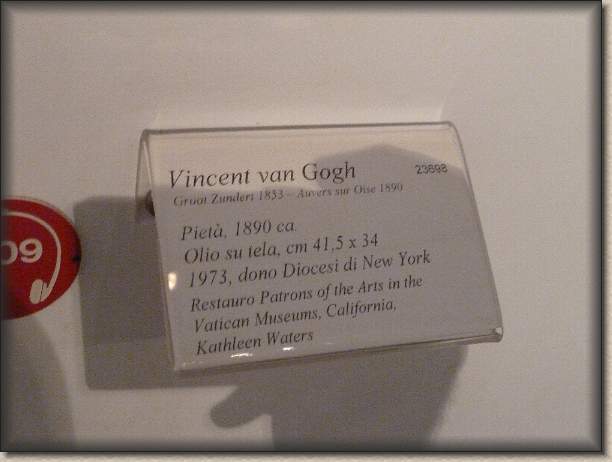 Vincent van Gogh 23698
Groot Zundert 1853 – Auvers sur Oise 1890
Pietà, 1890 ca.
Olio su tela, cm 41,5 x 34
1973, dono Diocesi di New York
Restauro Patrons of the Arts in the
Vatican Museums, California,
Kathleen Waters
09